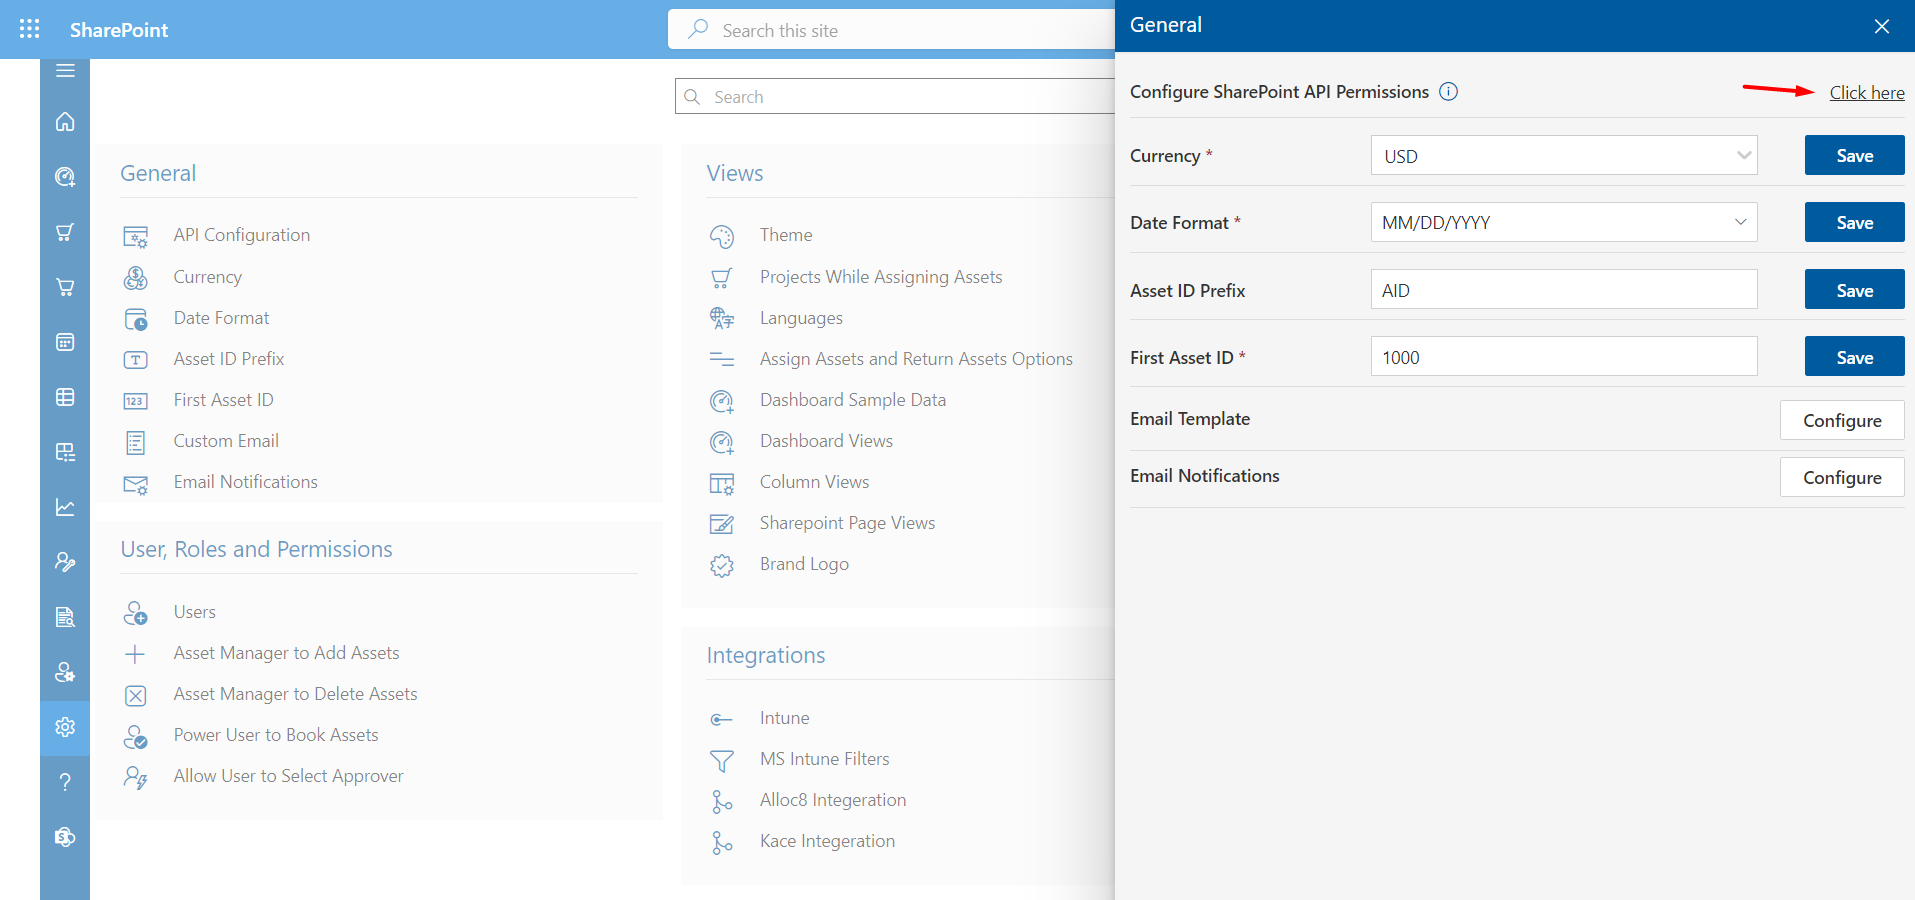 SharePoint
Search this site
Search
General
API Configuration
Currency
Date Format
Asset ID Prefix
First Asset ID
Custom Email
Email Notifications
User, Roles and Permissions
Users
Asset Manager to Add Assets
Asset Manager to Delete Assets
Power User to Book Assets
Allow User to Select Approver
Views
Theme
Projects While Assigning Assets
Languages
Assign Assets and Return Assets Options
Dashboard Sample Data
Dashboard Views
Column Views
Sharepoint Page Views
Brand Logo
Integrations
Intune
MS Intune Filters
Alloc8 Integeration
Kace Integeration
General
Configure SharePoint API Permissions Click here
Currency * USD Save
Date Format * MM/DD/YYYY Save
Asset ID Prefix AID Save
First Asset ID * 1000 Save
Email Template Configure
Email Notifications Configure